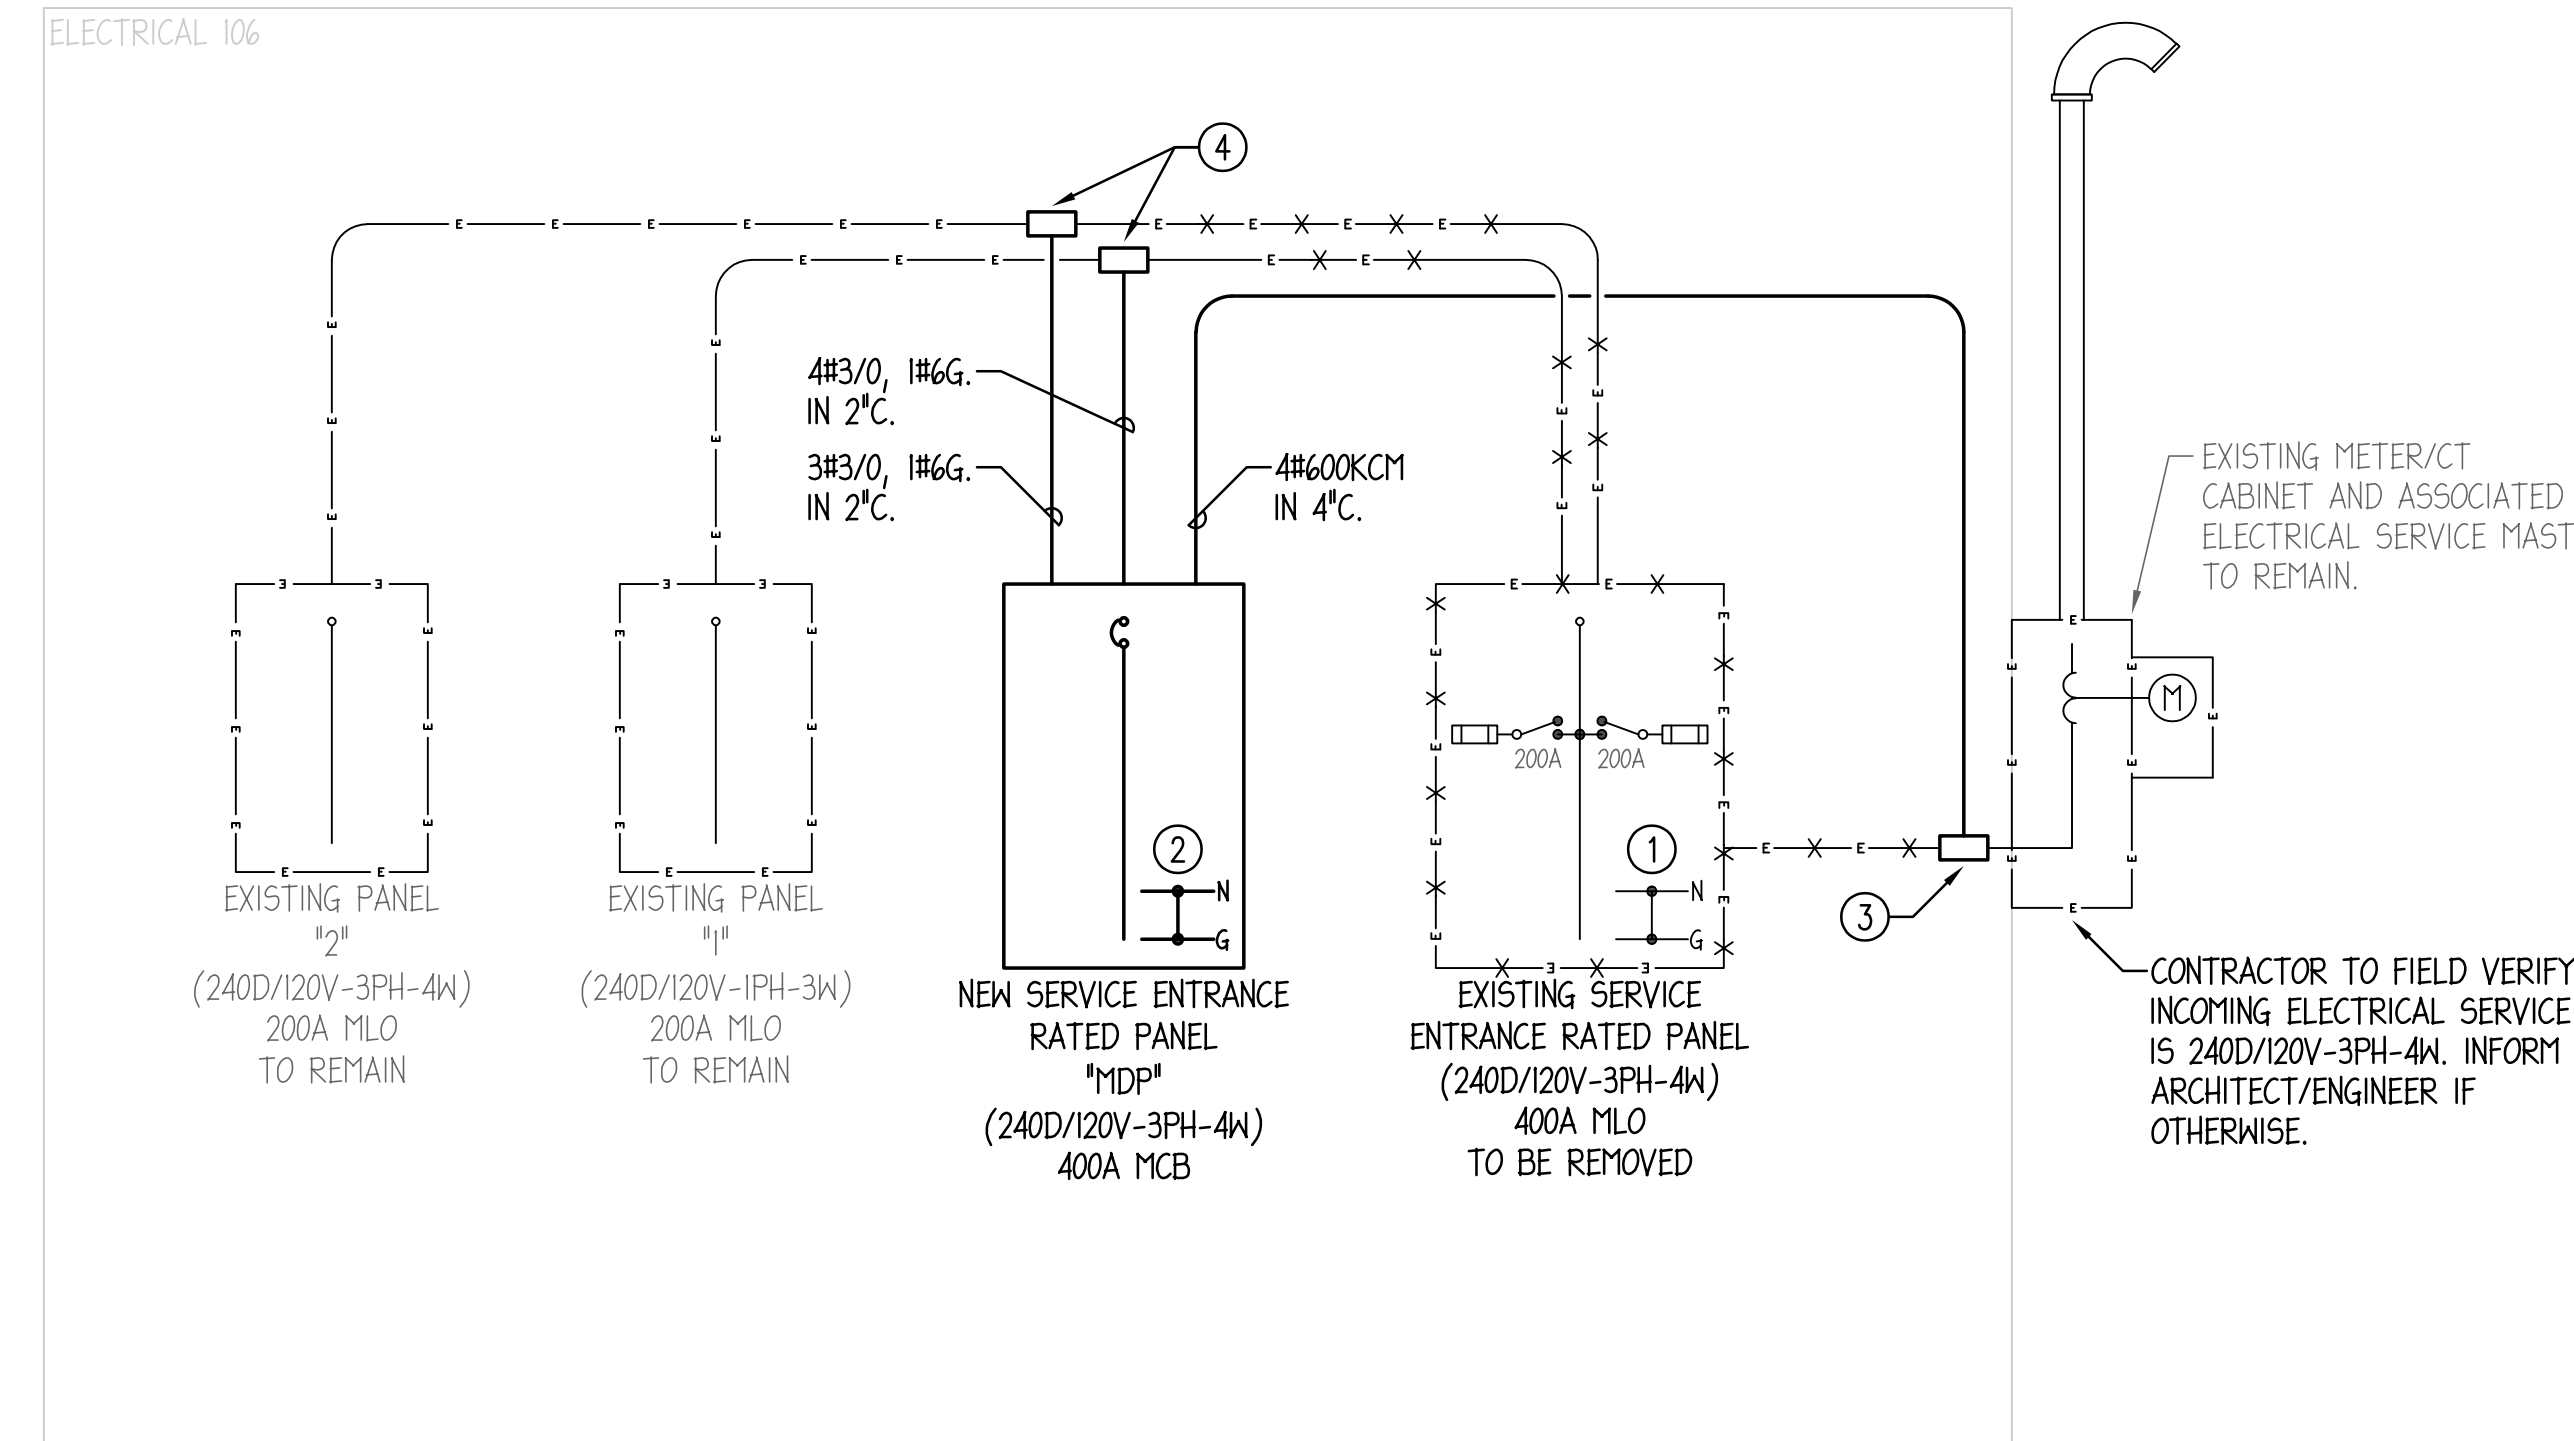 ELECTRICAL 106
4
4#3/0, 1#6G.
IN 2"C.
3#3/0, 1#6G.
IN 2"C.
4#600KCM
IN 4"C.
EXISTING METER/CT
CABINET AND ASSOCIATED
ELECTRICAL SERVICE MAST
TO REMAIN.
M
200A 200A
2
N
G
1
N
G
3
EXISTING PANEL
"2"
(240D/120V-3PH-4W)
200A MLO
TO REMAIN
EXISTING PANEL
"1"
(240D/120V-1PH-3W)
200A MLO
TO REMAIN
NEW SERVICE ENTRANCE
RATED PANEL
"MDP"
(240D/120V-3PH-4W)
400A MCB
EXISTING SERVICE
ENTRANCE RATED PANEL
(240D/120V-3PH-4W)
400A MLO
TO BE REMOVED
CONTRACTOR TO FIELD VERIFY
INCOMING ELECTRICAL SERVICE
IS 240D/120V-3PH-4W. INFORM
ARCHITECT/ENGINEER IF
OTHERWISE.